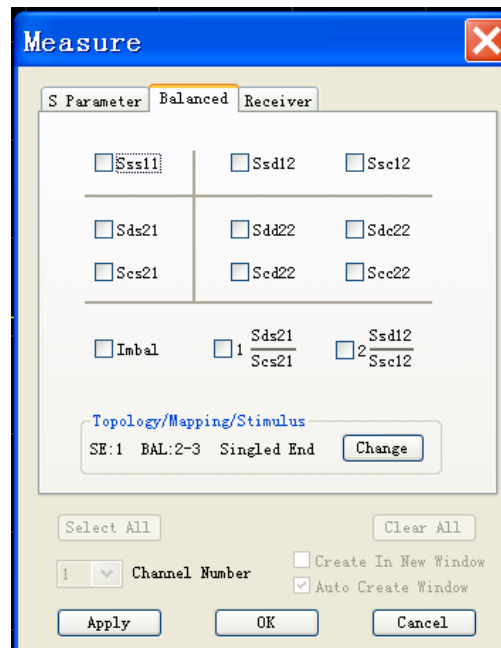 Measure
S Parameter Balanced Receiver
Sss11 Ssd12 Ssc12
Sds21 Sdd22 Sdc22
Scs21 Scd22 Scc22
Imbal 1 Sds21 2 Ssd12
Scs21 Ssc12
Topology/Mapping/Stimulus
SE:1 BAL:2-3 Singled End Change
Select All Clear All
1 Channel Number Create In New Window
Auto Create Window
Apply OK Cancel